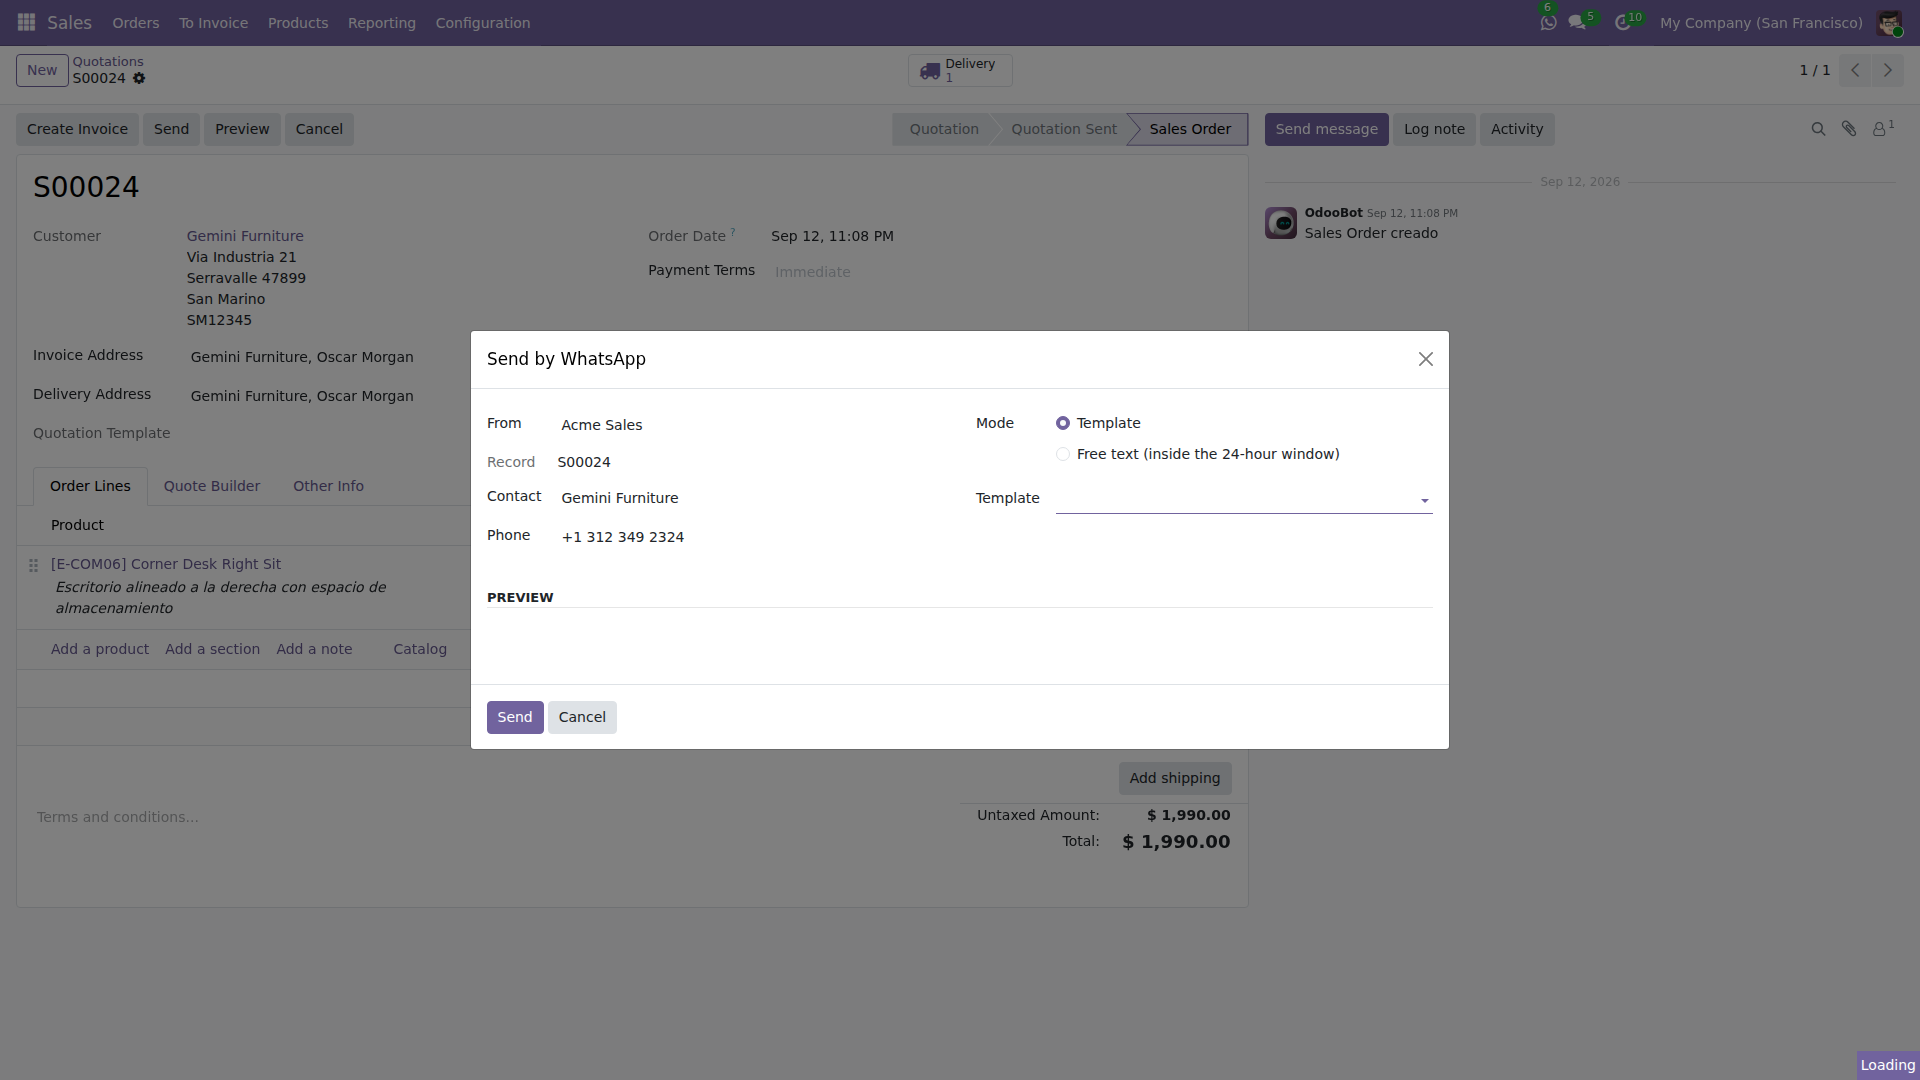 Sales Orders To Invoice Products Reporting Configuration 6 5 10 My Company (San Francisco)
New Quotations
S00024
Delivery
1
1 / 1
Create Invoice Send Preview Cancel
Quotation Quotation Sent Sales Order
Send message Log note Activity 1
S00024
Sep 12, 2026
OdooBot Sep 12, 11:08 PM
Sales Order creado
Customer Gemini Furniture
Via Industria 21
Serravalle 47899
San Marino
SM12345
Order Date ? Sep 12, 11:08 PM
Payment Terms Immediate
Invoice Address Gemini Furniture, Oscar Morgan
Delivery Address Gemini Furniture, Oscar Morgan
Quotation Template
Order Lines Quote Builder Other Info
Product
[E-COM06] Corner Desk Right Sit
Escritorio alineado a la derecha con espacio de
almacenamiento
Add a product Add a section Add a note Catalog
Send by WhatsApp
From Acme Sales
Record S00024
Contact Gemini Furniture
Phone +1 312 349 2324
Mode Template
Free text (inside the 24-hour window)
Template
PREVIEW
Send Cancel
Add shipping
Terms and conditions...
Untaxed Amount: $ 1,990.00
Total: $ 1,990.00
Loading